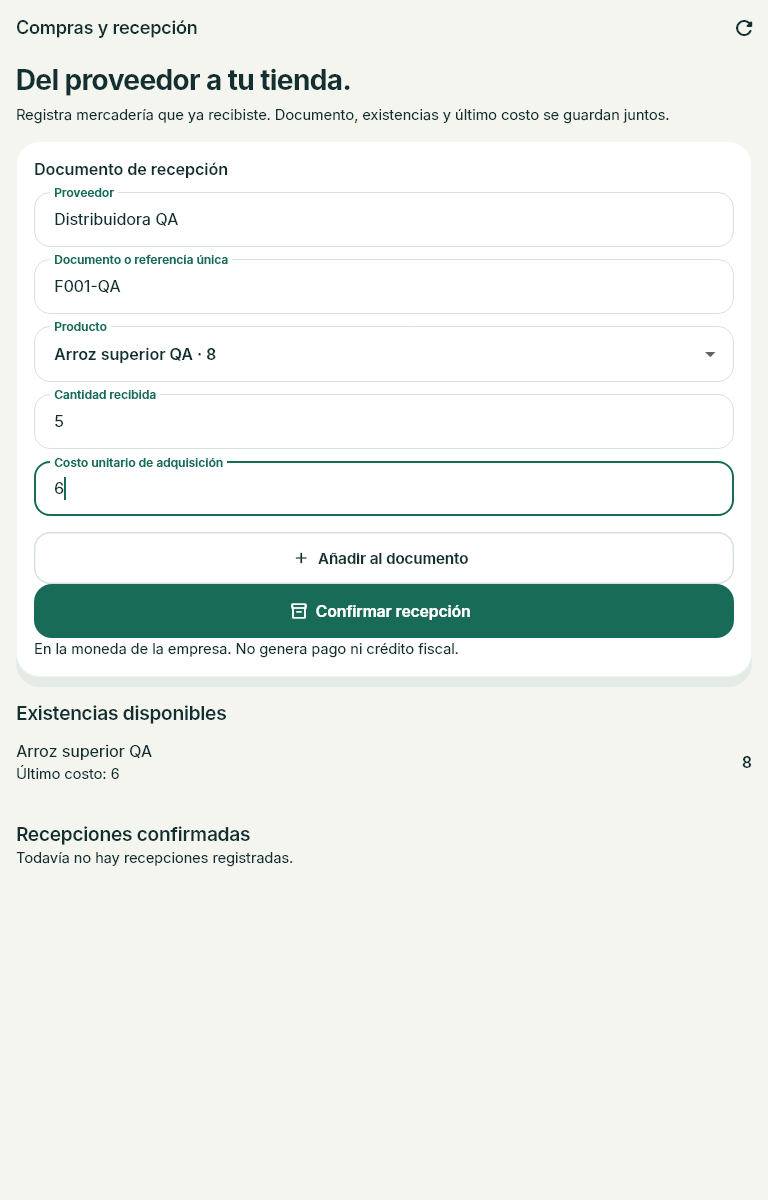 Compras y recepción
Del proveedor a tu tienda.
Registra mercadería que ya recibiste. Documento, existencias y último costo se guardan juntos.
Documento de recepción
Proveedor
Distribuidora QA
Documento o referencia única
F001-QA
Producto
Arroz superior QA · 8
Cantidad recibida
5
Costo unitario de adquisición
6
Añadir al documento
Confirmar recepción
En la moneda de la empresa. No genera pago ni crédito fiscal.
Existencias disponibles
Arroz superior QA
Último costo: 6
8
Recepciones confirmadas
Todavía no hay recepciones registradas.